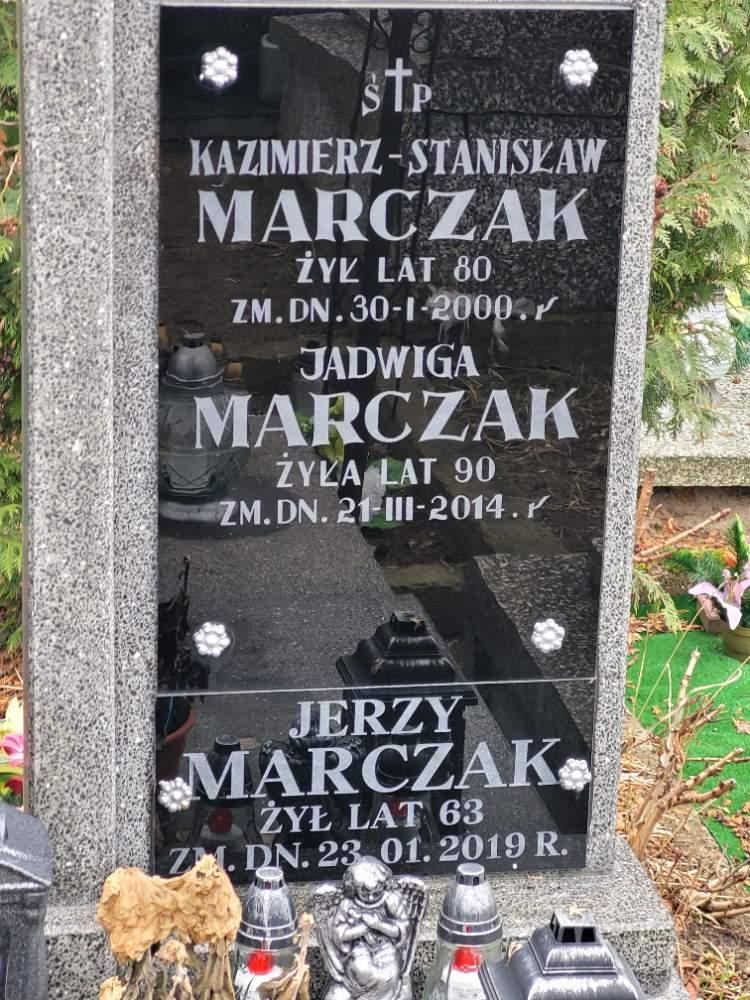 Ś†P
KAZIMIERZ-STANISŁAW
MARCZAK
ŻYŁ LAT 80
ZM. DN. 30-I-2000. r
JADWIGA
MARCZAK
ŻYŁA LAT 90
ZM. DN. 21-III-2014. r
JERZY
MARCZAK
ŻYŁ LAT 63
ZM. DN. 23.01.2019 R.